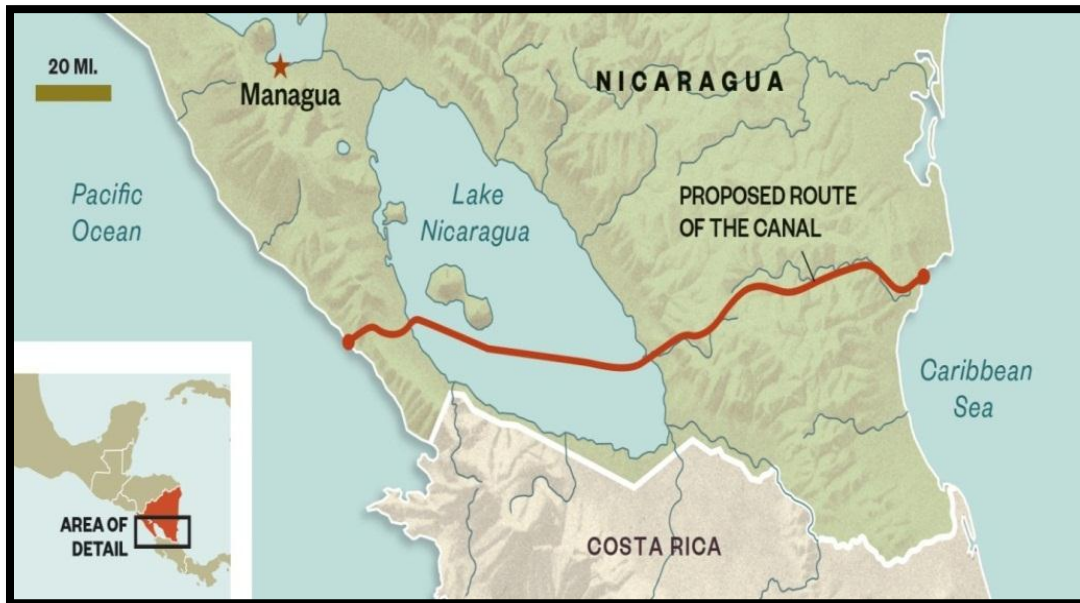 20 MI.
Managua
NICARAGUA
Pacific
Ocean
Lake
Nicaragua
PROPOSED ROUTE
OF THE CANAL
Caribbean
Sea
AREA OF
DETAIL
COSTA RICA